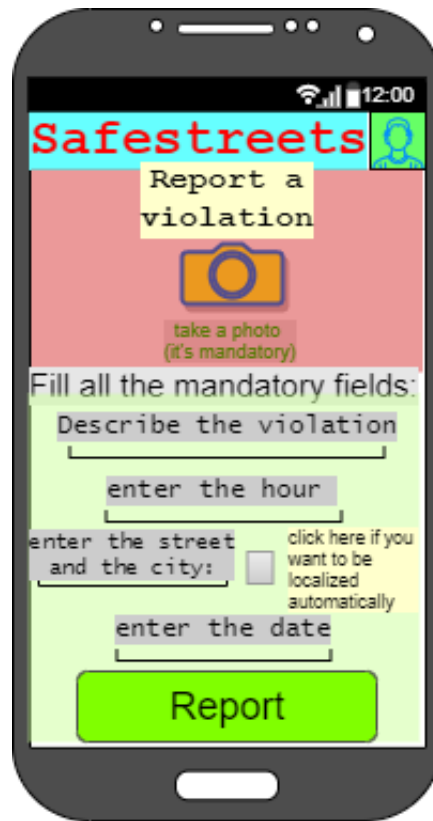 12:00
Safestreets
Report a
violation
take a photo
(it's mandatory)
Fill all the mandatory fields:
Describe the violation
enter the hour
enter the street
and the city:
click here if you
want to be
localized
automatically
enter the date
Report